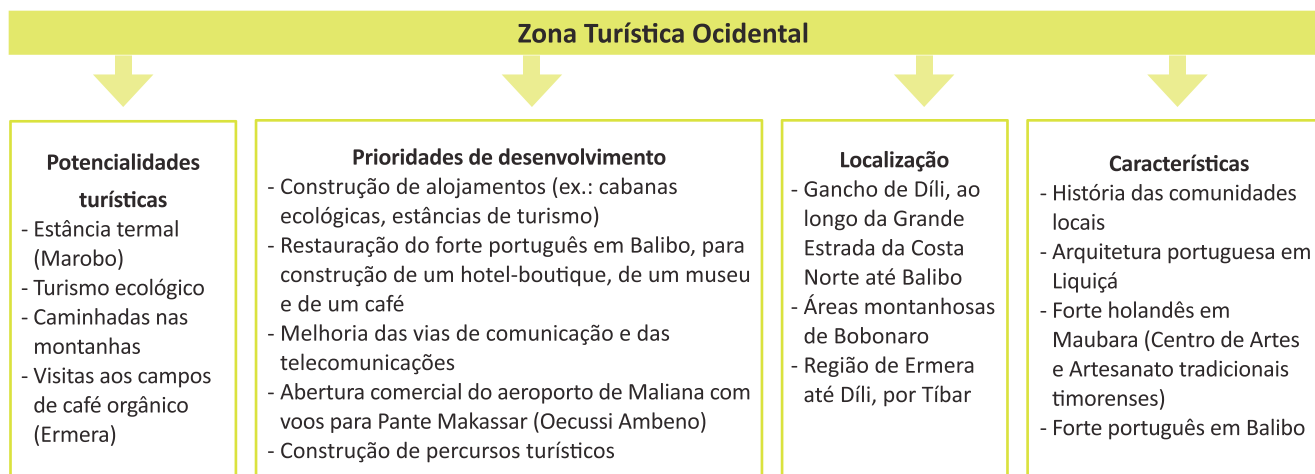 Zona Turística Ocidental
Potencialidades
turísticas
- Estância termal
(Marobo)
- Turismo ecológico
- Caminhadas nas
montanhas
- Visitas aos campos
de café orgânico
(Ermera)
Prioridades de desenvolvimento
- Construção de alojamentos (ex.: cabanas
ecológicas, estâncias de turismo)
- Restauração do forte português em Balibo, para
construção de um hotel-boutique, de um museu
e de um café
- Melhoria das vias de comunicação e das
telecomunicações
- Abertura comercial do aeroporto de Maliana com
voos para Pante Makassar (Oecussi Ambeno)
- Construção de percursos turísticos
Localização
- Gancho de Díli, ao
longo da Grande
Estrada da Costa
Norte até Balibo
- Áreas montanhosas
de Bobonaro
- Região de Ermera
até Díli, por Tíbar
Características
- História das comunidades
locais
- Arquitetura portuguesa em
Liquiçá
- Forte holandês em
Maubara (Centro de Artes
e Artesanato tradicionais
timorenses)
- Forte português em Balibo